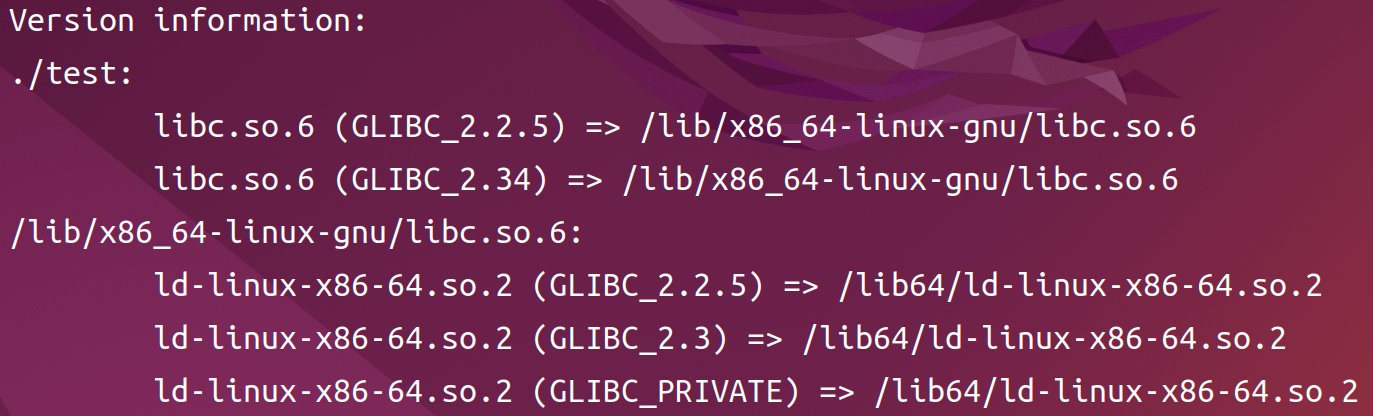 Version information:
./test:
libc.so.6 (GLIBC_2.2.5) => /lib/x86_64-linux-gnu/libc.so.6
libc.so.6 (GLIBC_2.34) => /lib/x86_64-linux-gnu/libc.so.6
/lib/x86_64-linux-gnu/libc.so.6:
ld-linux-x86-64.so.2 (GLIBC_2.2.5) => /lib64/ld-linux-x86-64.so.2
ld-linux-x86-64.so.2 (GLIBC_2.3) => /lib64/ld-linux-x86-64.so.2
ld-linux-x86-64.so.2 (GLIBC_PRIVATE) => /lib64/ld-linux-x86-64.so.2